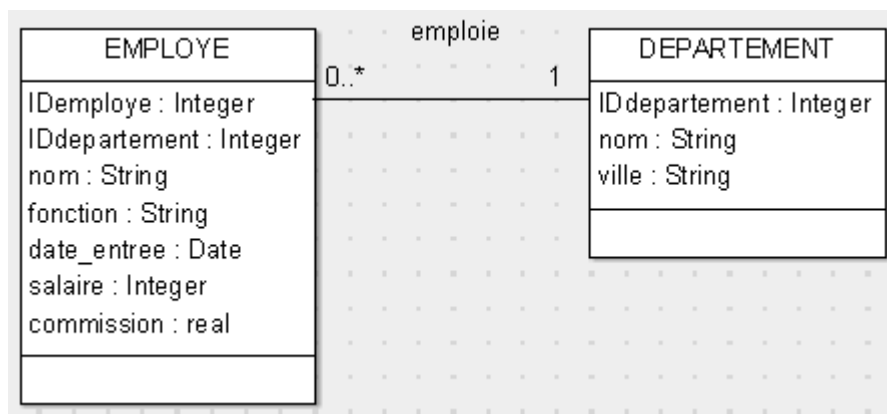 EMPLOYE
IDemploye : Integer
IDdepartement : Integer
nom : String
fonction : String
date_entree : Date
salaire : Integer
commission : real
emploie
0..*
1
DEPARTEMENT
IDdepartement : Integer
nom : String
ville : String